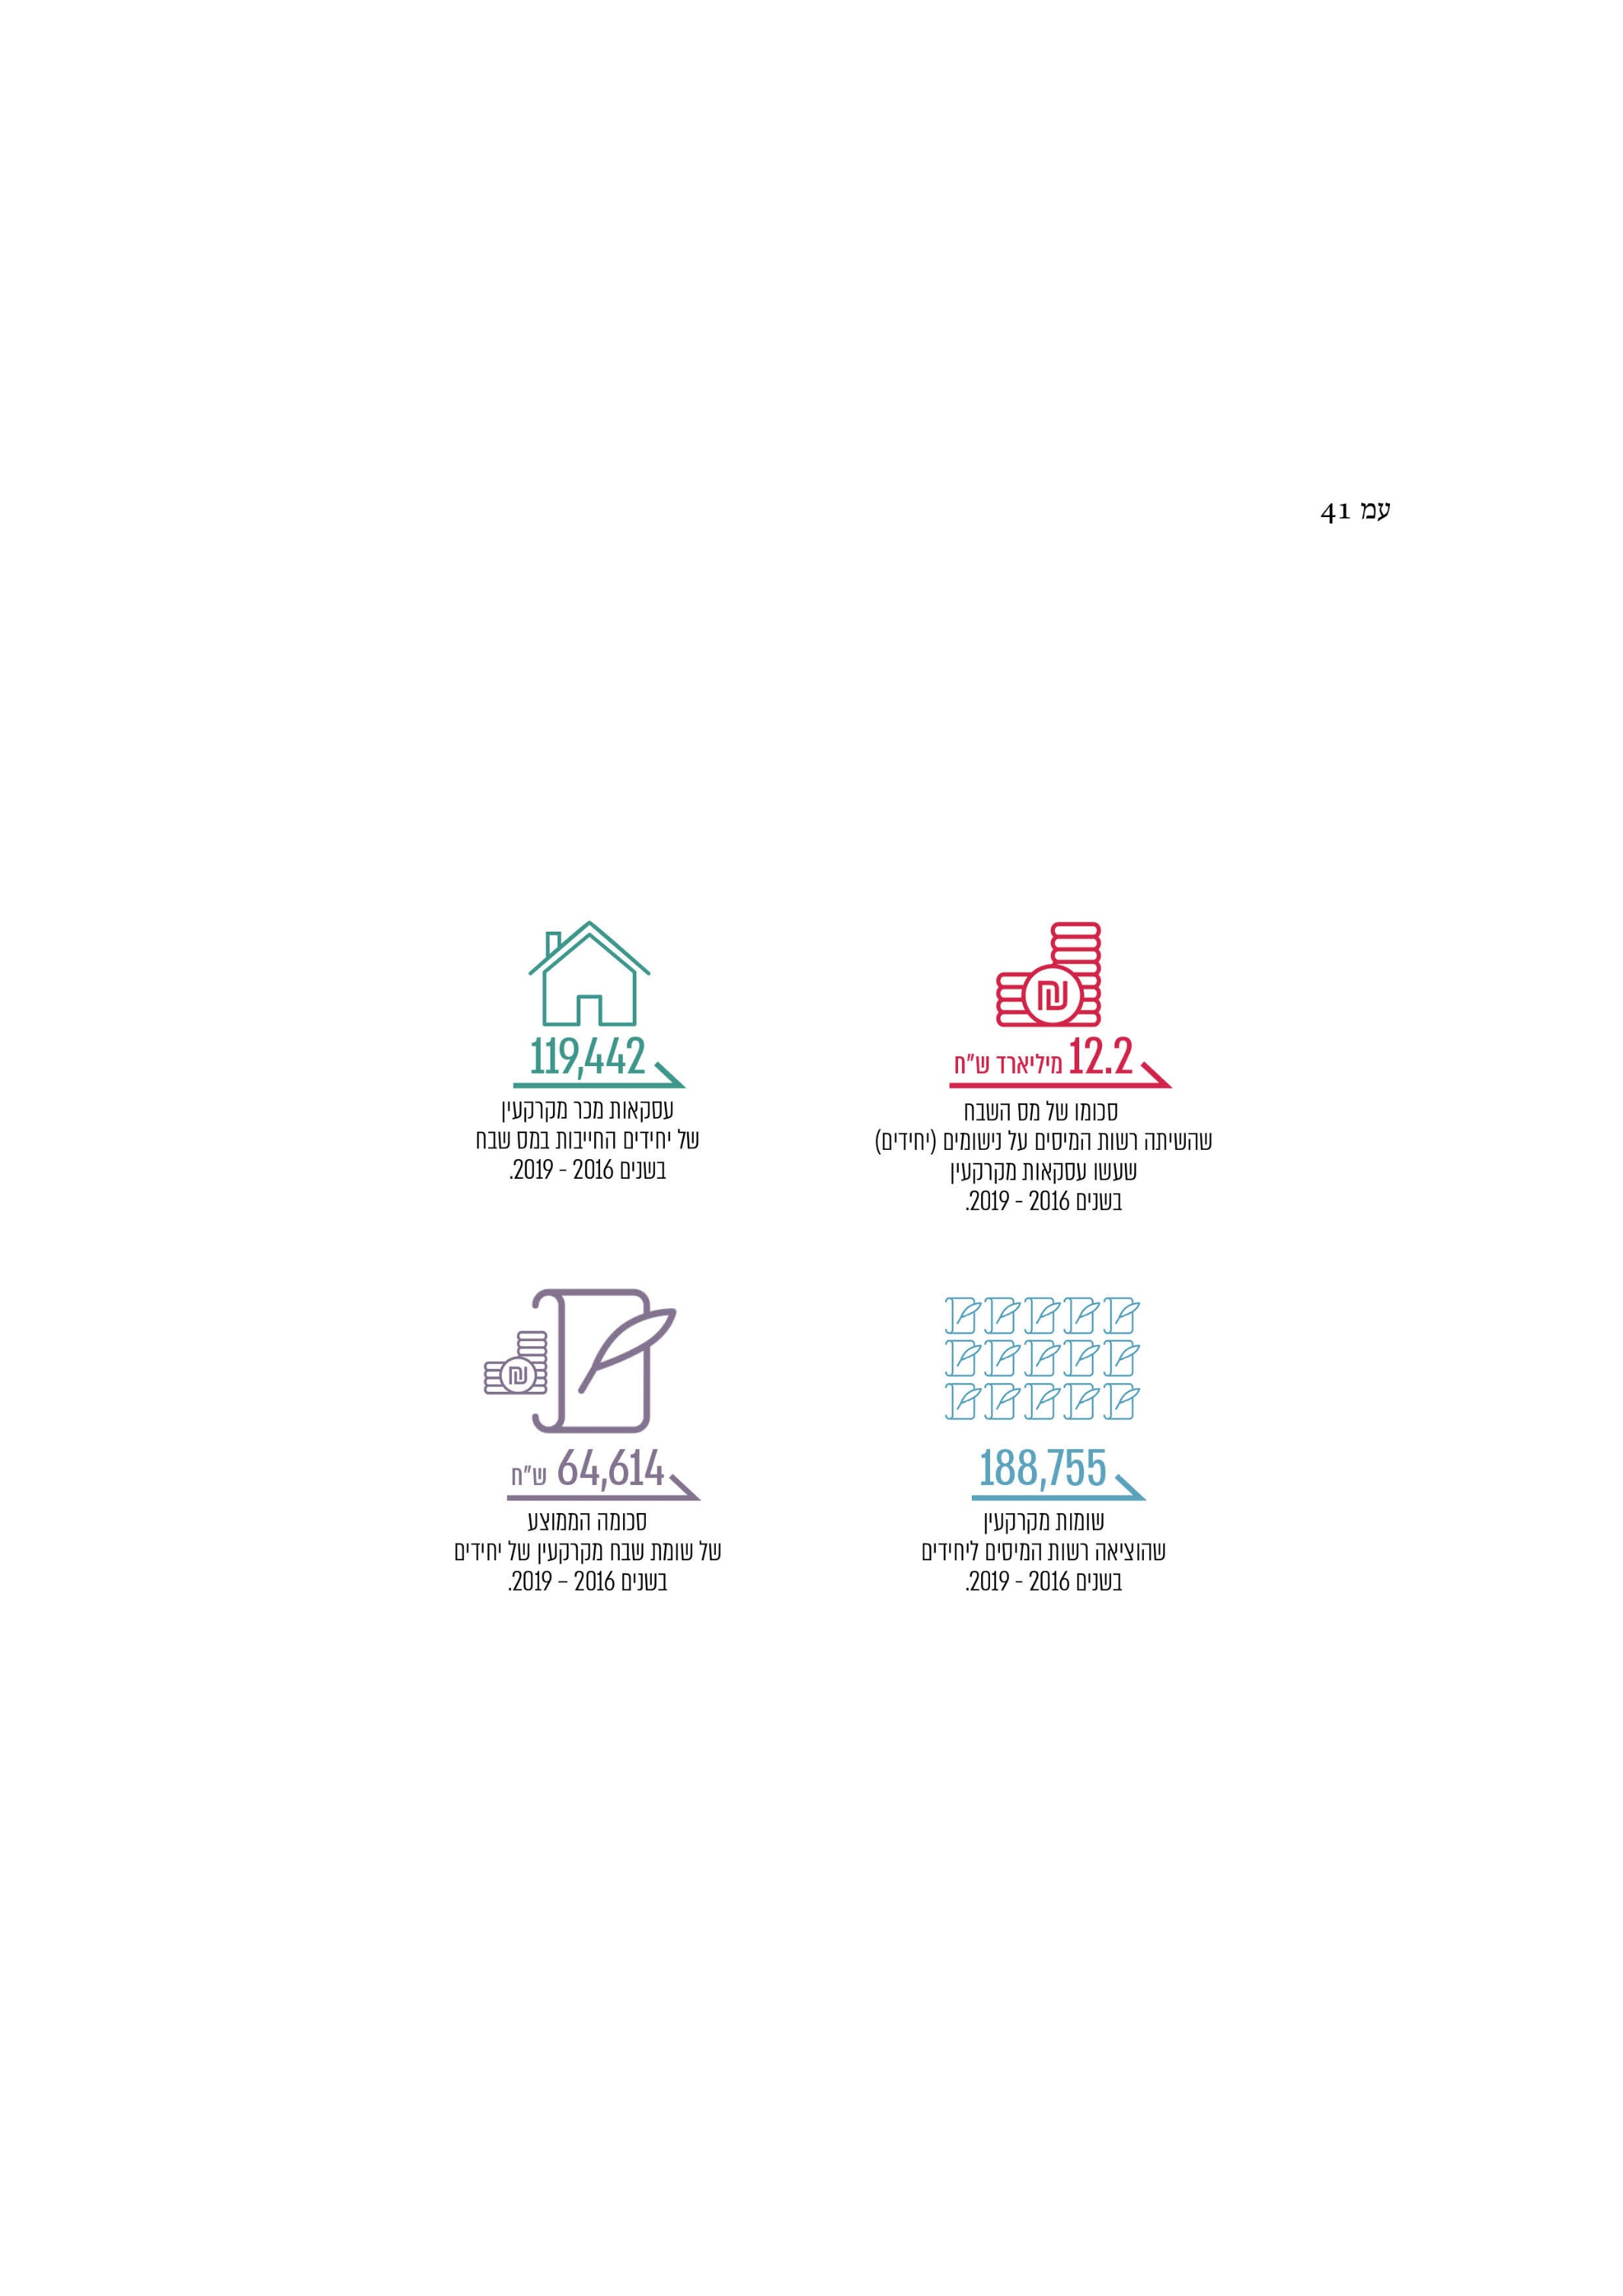 עמ 41
12.2 מיליארד ש"ח
סכומו של מס השבח
שהשיתה רשות המיסים על נישומים (יחידים)
שעשו עסקאות מקרקעין
בשנים 2016 - 2019.
119,442
עסקאות מכר מקרקעין
של יחידים החייבות במס שבח
בשנים 2016 - 2019.
188,755
שומות מקרקעין
שהוציאה רשות המיסים ליחידים
בשנים 2016 - 2019.
64,614 ש"ח
סכומה הממוצע
של שומת שבח מקרקעין של יחידים
בשנים 2016 – 2019.